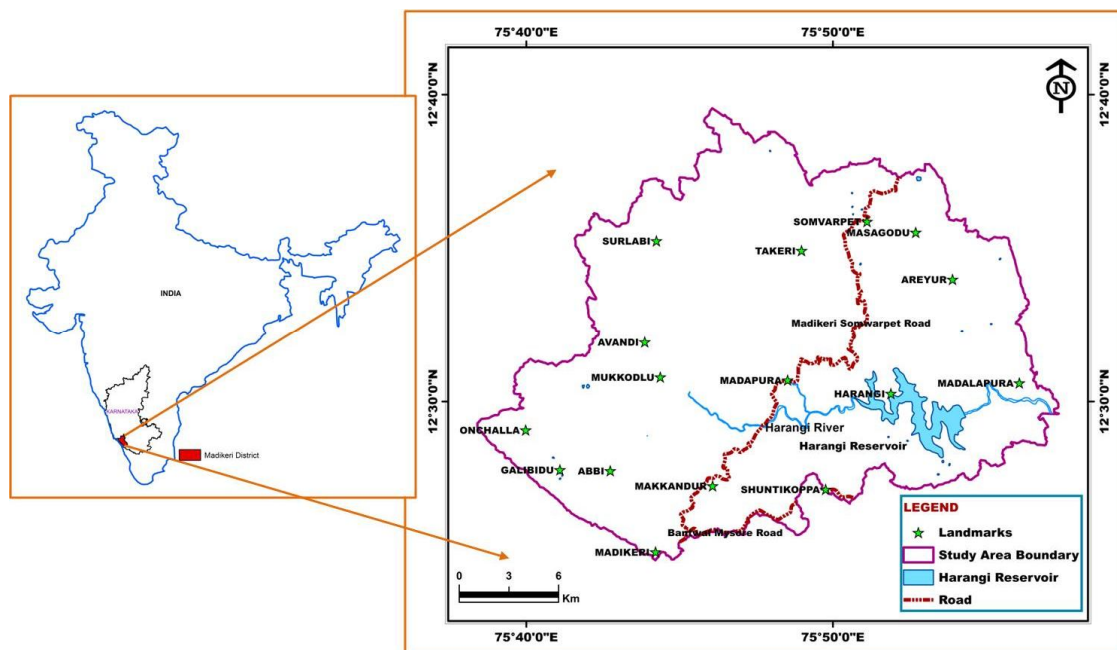 INDIA
KARNATAKA
Madikeri District
75°40'0"E
75°50'0"E
12°40'0"N
12°40'0"N
N
SOMVARPET
MASAGODU
SURLABI
TAKERI
AREYUR
Madikeri Somwarpet Road
AVANDI
MUKKODLU
MADAPURA
MADALAPURA
HARANGI
12°30'0"N
12°30'0"N
ONCHALLA
Harangi River
Harangi Reservoir
GALIBIDU
ABBI
MAKKANDUR
SHUNTIKOPPA
Bantwal Mysore Road
MADIKERI
0 3 6
Km
LEGEND
Landmarks
Study Area Boundary
Harangi Reservoir
Road
75°40'0"E
75°50'0"E